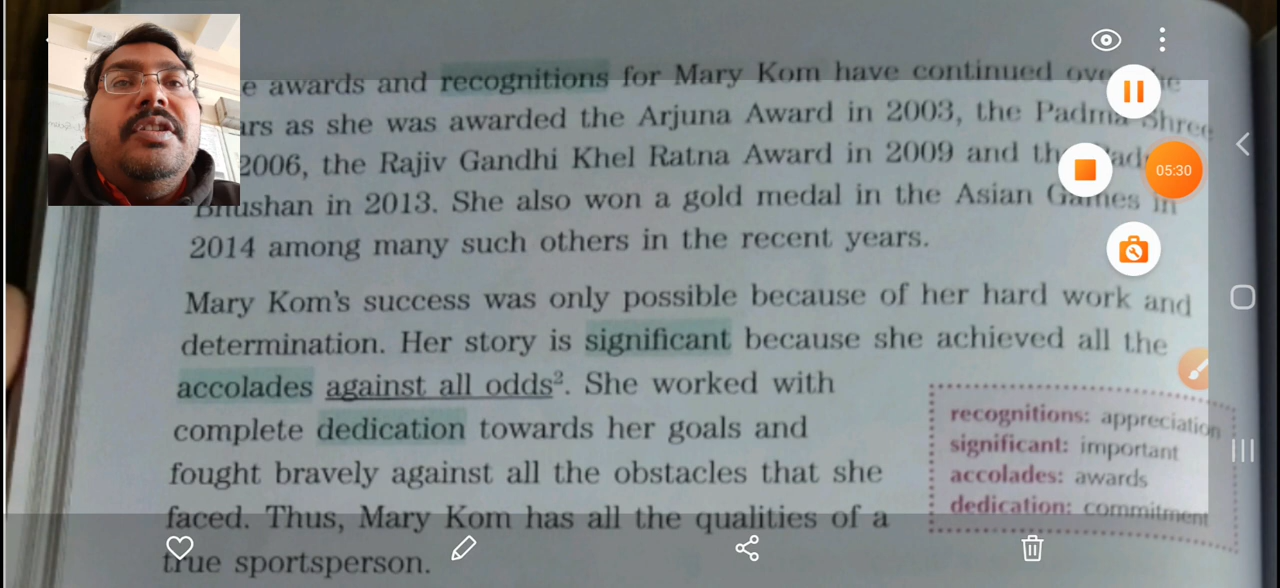 e awards and recognitions for Mary Kom have continued over
ars as she was awarded the Arjuna Award in 2003, the Padma Shree
2006, the Rajiv Gandhi Khel Ratna Award in 2009 and the
Bhushan in 2013. She also won a gold medal in the Asian Games in
2014 among many such others in the recent years.
Mary Kom's success was only possible because of her hard work and
determination. Her story is significant because she achieved all the
accolades against all odds². She worked with
complete dedication towards her goals and
fought bravely against all the obstacles that she
faced. Thus, Mary Kom has all the qualities of a
true sportsperson.
recognitions: appreciation
significant: important
accolades: awards
dedication: commitment
05:30